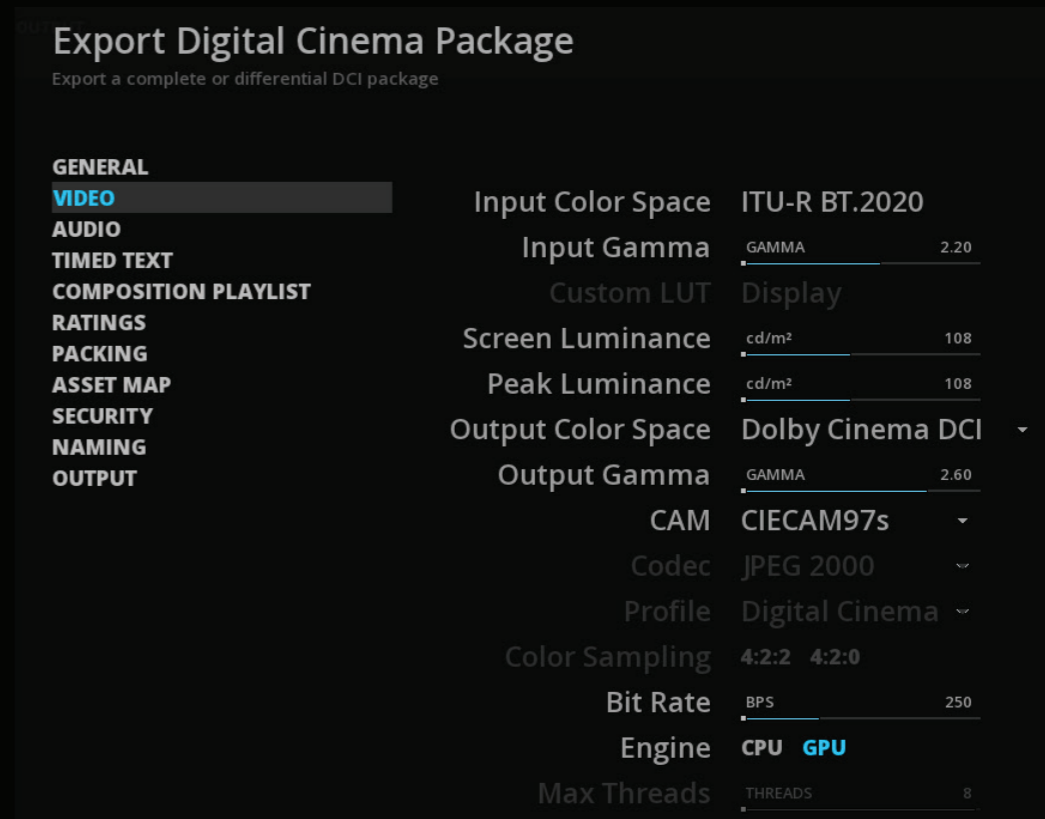 OUTPUT
Export Digital Cinema Package
Export a complete or differential DCI package
GENERAL
VIDEO
AUDIO
TIMED TEXT
COMPOSITION PLAYLIST
RATINGS
PACKING
ASSET MAP
SECURITY
NAMING
OUTPUT
Input Color Space ITU-R BT.2020
Input Gamma GAMMA 2.20
Custom LUT Display
Screen Luminance cd/m² 108
Peak Luminance cd/m² 108
Output Color Space Dolby Cinema DCI
Output Gamma GAMMA 2.60
CAM CIECAM97s
Codec JPEG 2000
Profile Digital Cinema
Color Sampling 4:2:2 4:2:0
Bit Rate BPS 250
Engine CPU GPU
Max Threads THREADS 8